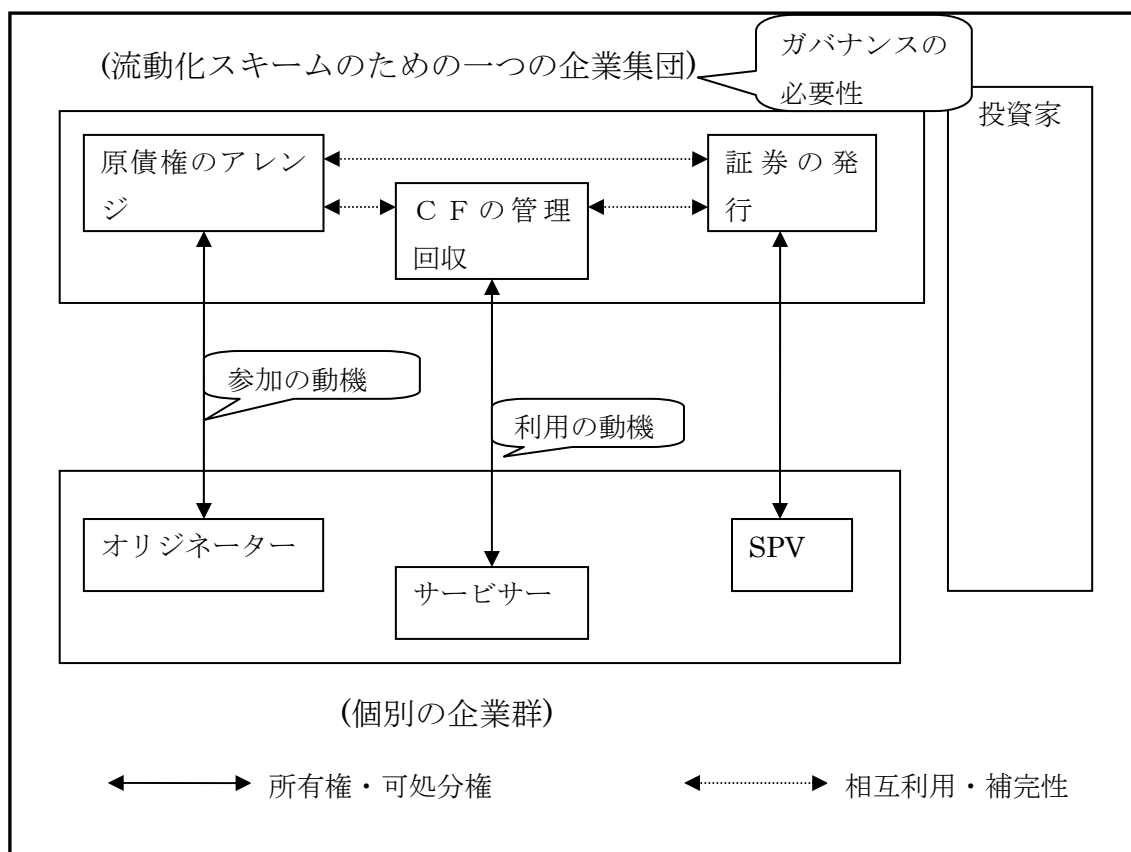 (流動化スキームのための一つの企業集団)
ガバナンスの
必要性
投資家
原債権のアレン
ジ
ＣＦの管理
回収
証券の発
行
参加の動機
利用の動機
オリジネーター
サービサー
SPV
(個別の企業群)
所有権・可処分権
相互利用・補完性